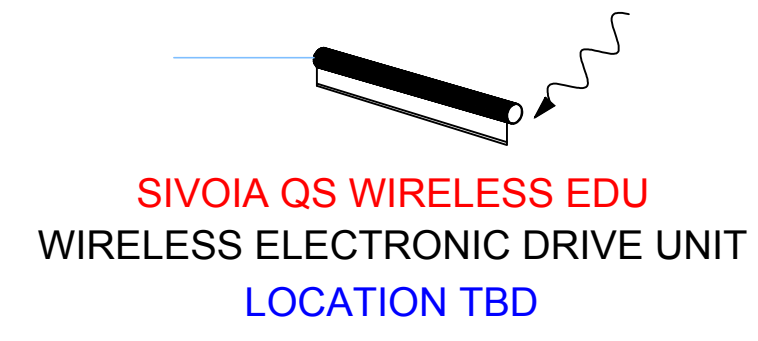 SIVOIA QS WIRELESS EDU
WIRELESS ELECTRONIC DRIVE UNIT
LOCATION TBD